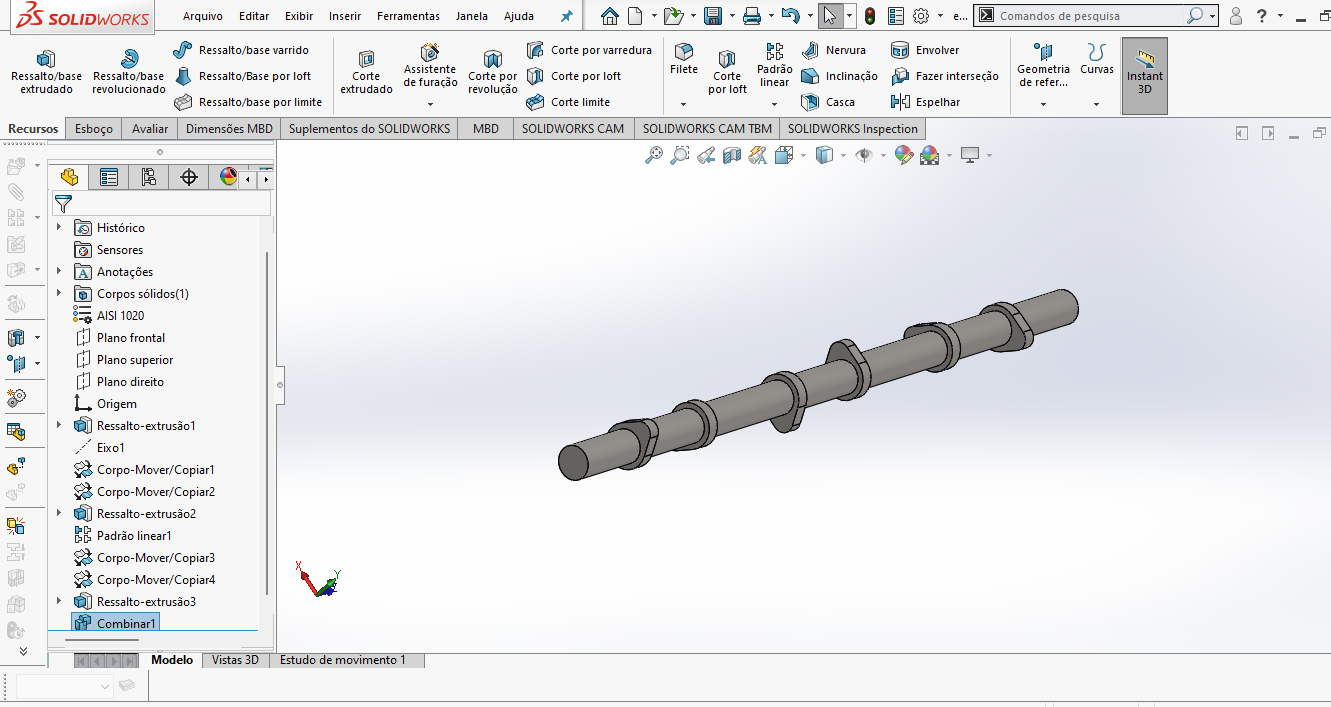 SOLIDWORKS
Arquivo Editar Exibir Inserir Ferramentas Janela Ajuda e... Comandos de pesquisa ?
Ressalto/base extrudado
Ressalto/base revolucionado
Ressalto/base varrido
Ressalto/Base por loft
Ressalto/base por limite
Corte extrudado
Assistente de furação
Corte por revolução
Corte por varredura
Corte por loft
Corte limite
Filete
Corte por loft
Padrão linear
Nervura
Inclinação
Casca
Envolver
Fazer interseção
Espelhar
Geometria de refer...
Curvas
Instant 3D
Recursos Esboço Avaliar Dimensões MBD Suplementos do SOLIDWORKS MBD SOLIDWORKS CAM SOLIDWORKS CAM TBM SOLIDWORKS Inspection
Histórico
Sensores
Anotações
Corpos sólidos(1)
AISI 1020
Plano frontal
Plano superior
Plano direito
Origem
Ressalto-extrusão1
Eixo1
Corpo-Mover/Copiar1
Corpo-Mover/Copiar2
Ressalto-extrusão2
Padrão linear1
Corpo-Mover/Copiar3
Corpo-Mover/Copiar4
Ressalto-extrusão3
Combinar1
X Y Z
Modelo Vistas 3D Estudo de movimento 1